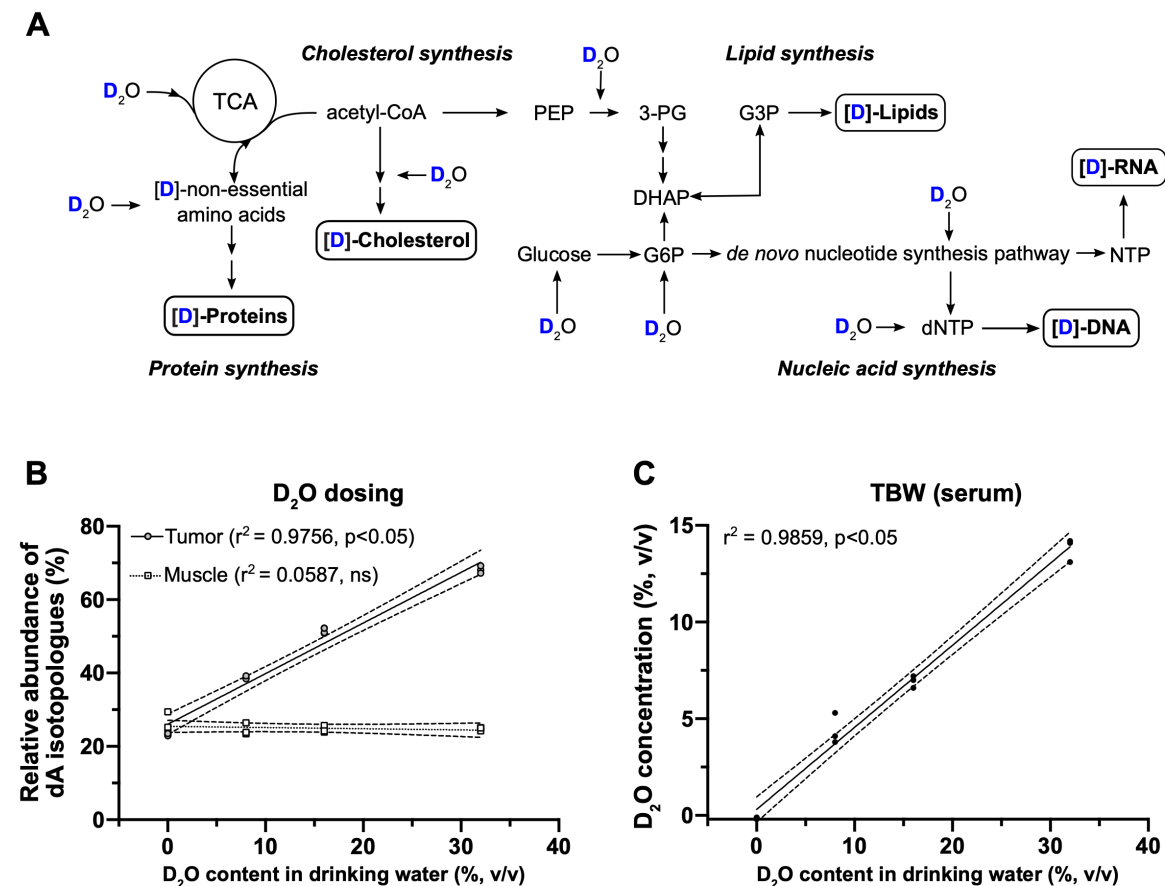 A
Cholesterol synthesis
Lipid synthesis
D₂O
D₂O
TCA
acetyl-CoA
PEP
3-PG
G3P
[D]-Lipids
D₂O
[D]-non-essential
amino acids
D₂O
DHAP
D₂O
[D]-RNA
[D]-Cholesterol
Glucose
G6P
de novo nucleotide synthesis pathway
NTP
[D]-Proteins
D₂O
D₂O
D₂O
dNTP
[D]-DNA
Protein synthesis
Nucleic acid synthesis
B
D₂O dosing
Relative abundance of
dA isotopologues (%)
80
60
40
20
0
Tumor (r² = 0.9756, p<0.05)
Muscle (r² = 0.0587, ns)
0 10 20 30 40
D₂O content in drinking water (%, v/v)
C
TBW (serum)
D₂O concentration (%, v/v)
15
10
5
0
r² = 0.9859, p<0.05
0 10 20 30 40
D₂O content in drinking water (%, v/v)